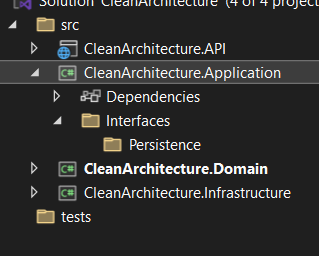 Solution 'CleanArchitecture' (4 of 4 project
src
CleanArchitecture.API
CleanArchitecture.Application
Dependencies
Interfaces
Persistence
CleanArchitecture.Domain
CleanArchitecture.Infrastructure
tests